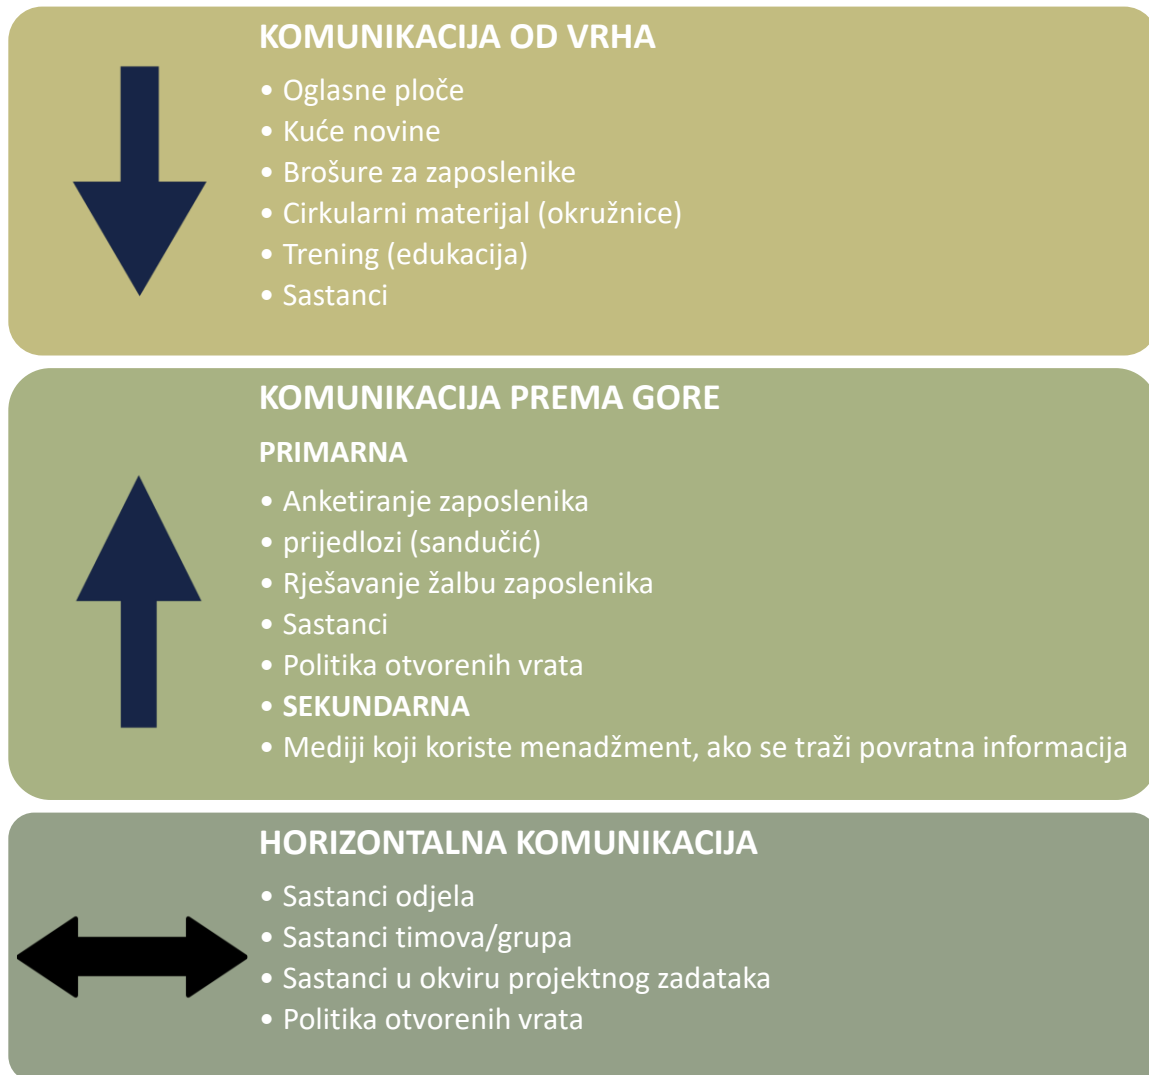 KOMUNIKACIJA OD VRHA
• Oglasne ploče
• Kuće novine
• Brošure za zaposlenike
• Cirkularni materijal (okružnice)
• Trening (edukacija)
• Sastanci
KOMUNIKACIJA PREMA GORE
PRIMARNA
• Anketiranje zaposlenika
• prijedlozi (sandučić)
• Rješavanje žalbu zaposlenika
• Sastanci
• Politika otvorenih vrata
• SEKUNDARNA
• Mediji koji koriste menadžment, ako se traži povratna informacija
HORIZONTALNA KOMUNIKACIJA
• Sastanci odjela
• Sastanci timova/grupa
• Sastanci u okviru projektnog zadataka
• Politika otvorenih vrata